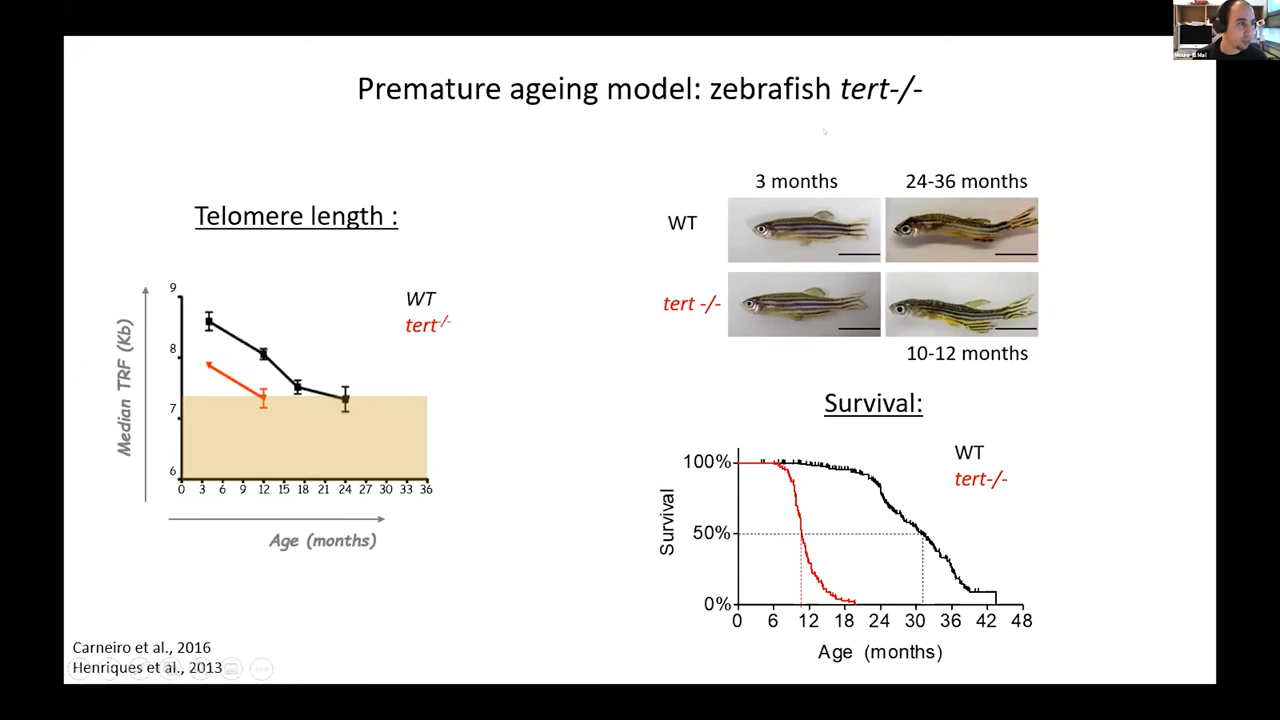 Premature ageing model: zebrafish tert-/-
Telomere length :
9
8
7
6
Median TRF (Kb)
WT
tert-/-
0 3 6 9 12 15 18 21 24 27 30 33 36
Age (months)
3 months
24-36 months
WT
tert -/-
10-12 months
Survival:
100%
50%
0%
Survival
WT
tert-/-
0 6 12 18 24 30 36 42 48
Age (months)
Carneiro et al., 2016
Henriques et al., 2013